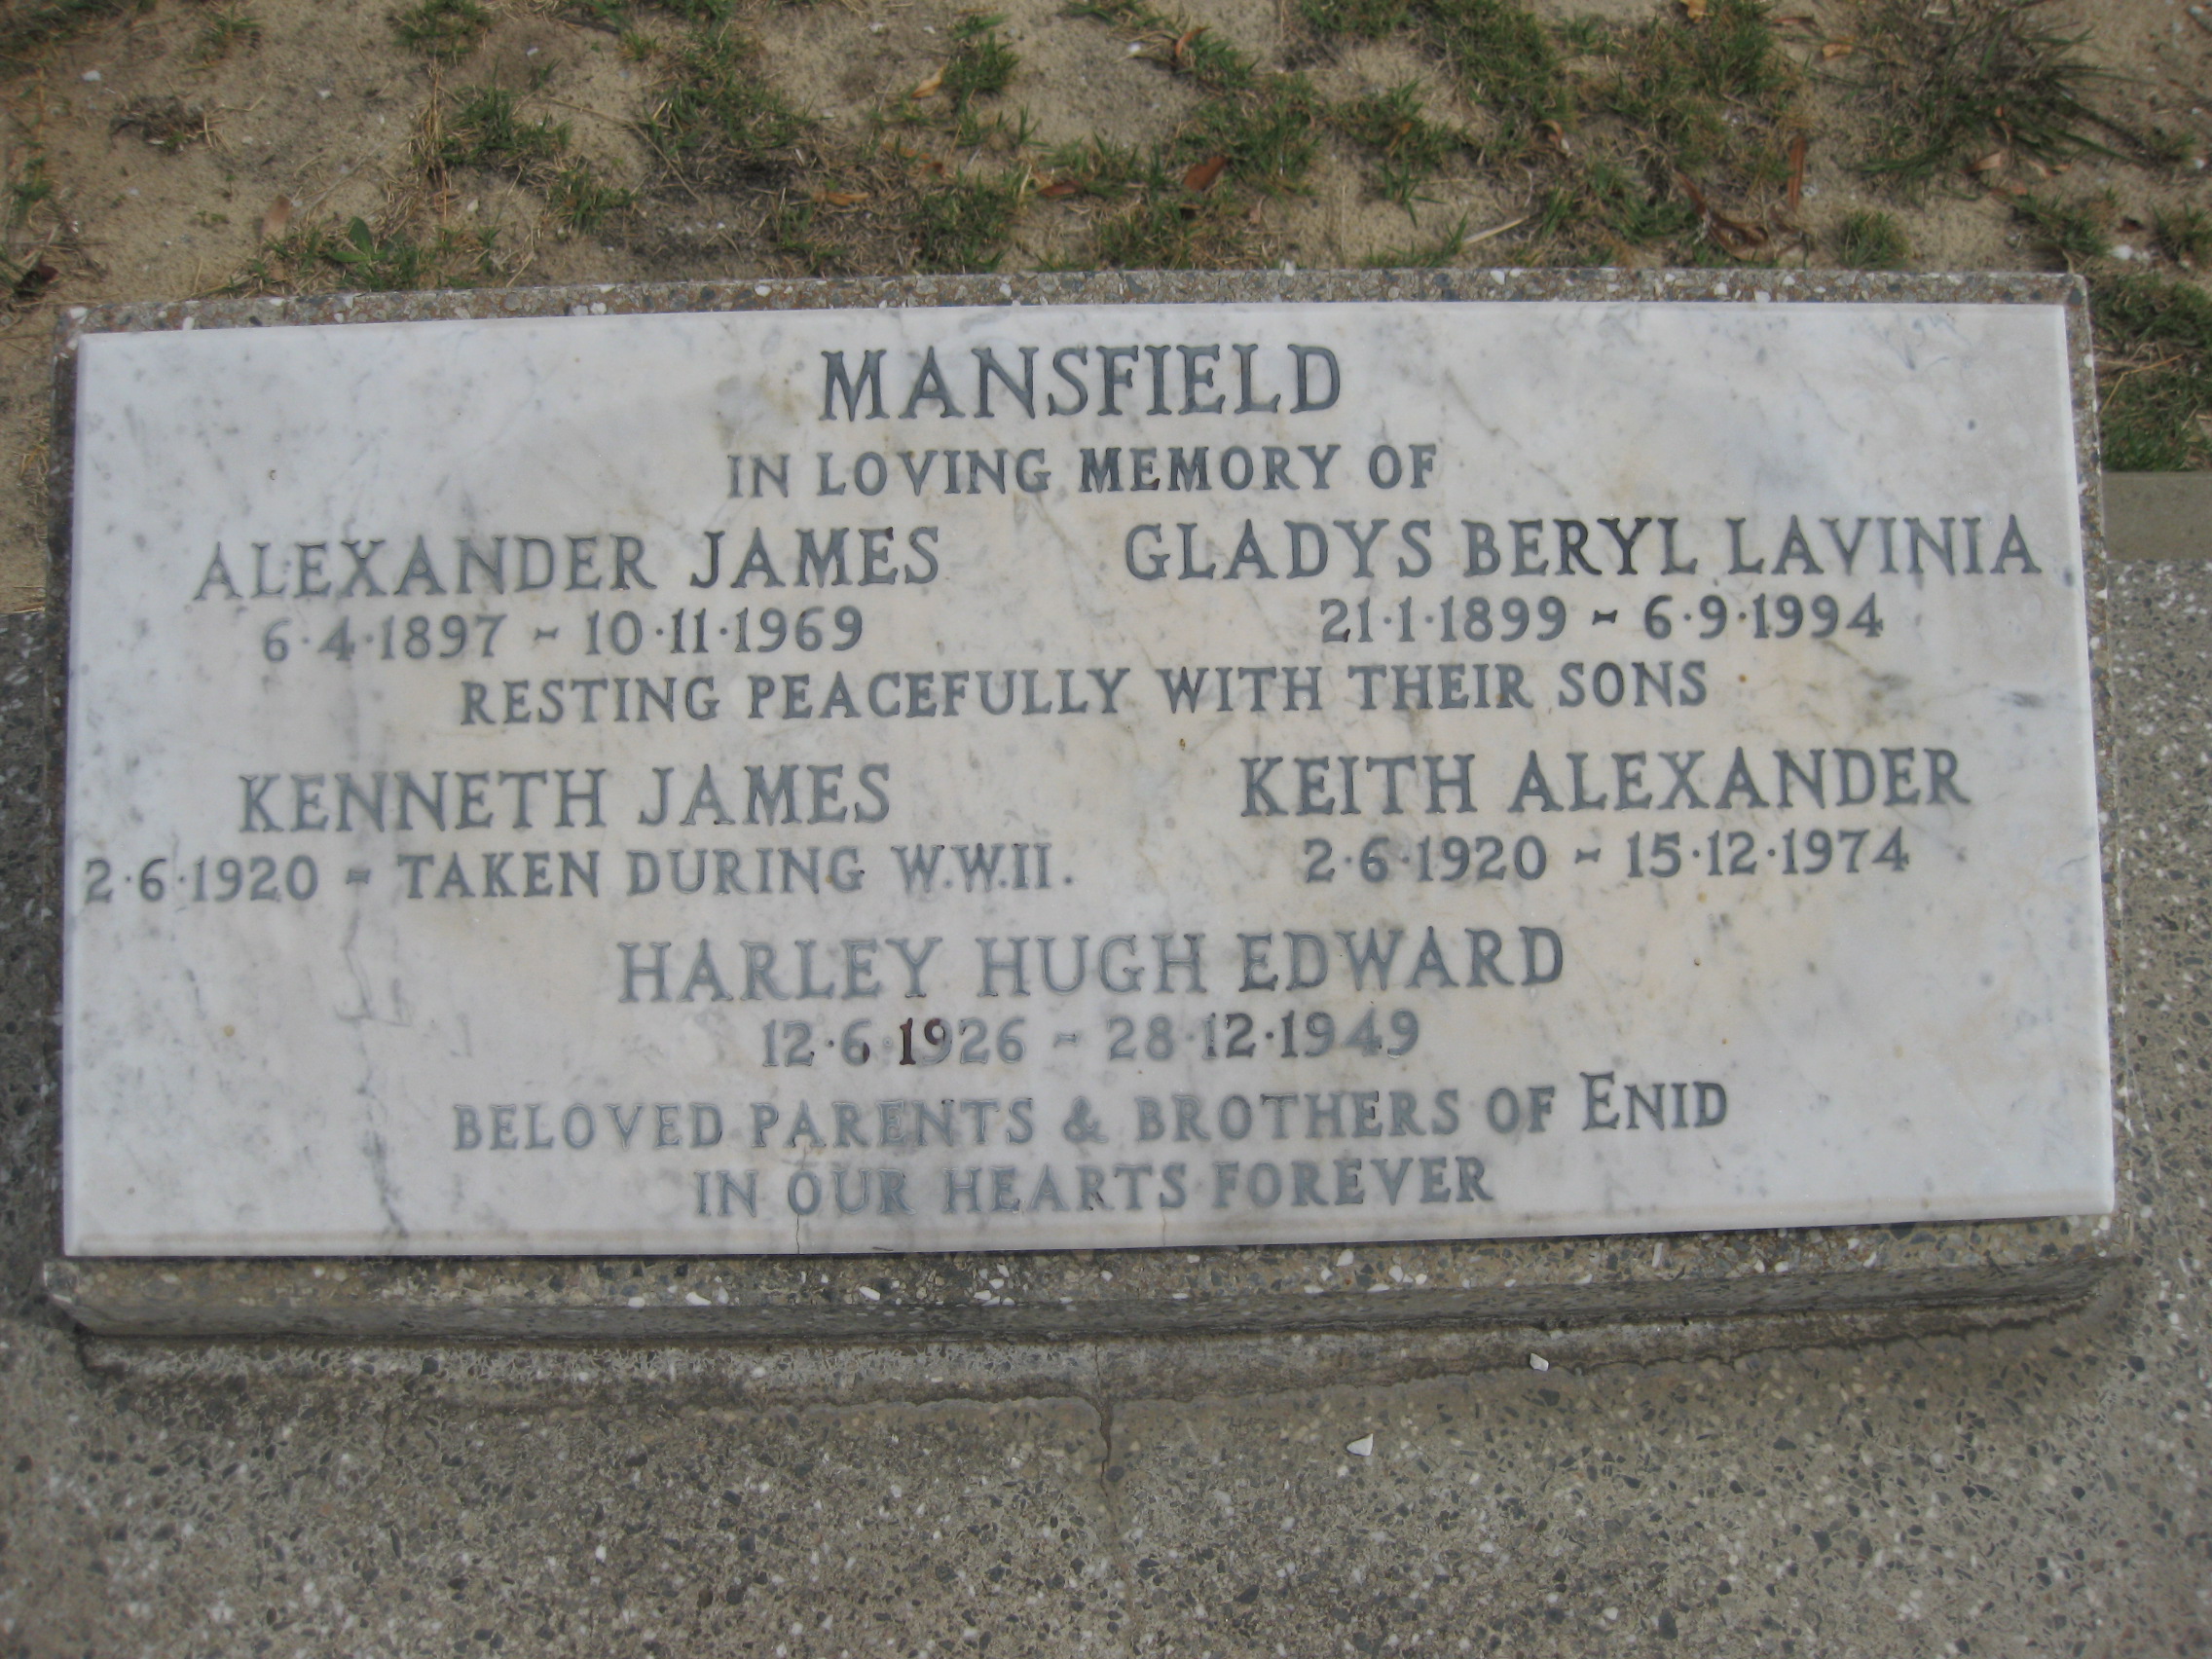 MANSFIELD
IN LOVING MEMORY OF
ALEXANDER JAMES GLADYS BERYL LAVINIA
6·4·1897 - 10·11·1969 21·1·1899 - 6·9·1994
RESTING PEACEFULLY WITH THEIR SONS
KENNETH JAMES KEITH ALEXANDER
2·6·1920 - TAKEN DURING W.W.II. 2·6·1920 - 15·12·1974
HARLEY HUGH EDWARD
12·6·1926 - 28·12·1949
BELOVED PARENTS & BROTHERS OF ENID
IN OUR HEARTS FOREVER